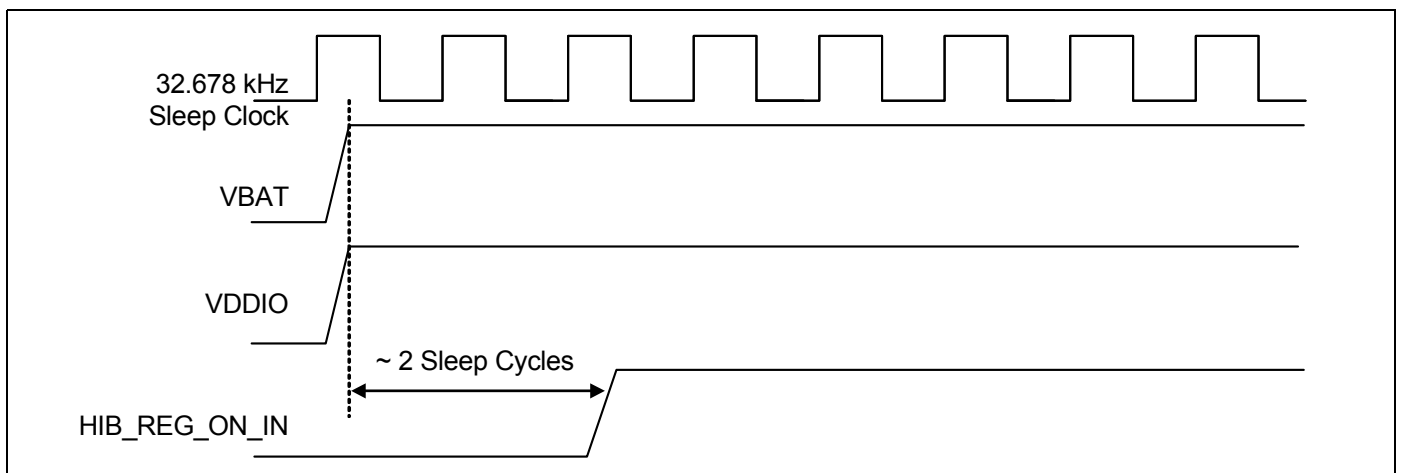 32.678 kHz
Sleep Clock
VBAT
VDDIO
~ 2 Sleep Cycles
HIB_REG_ON_IN